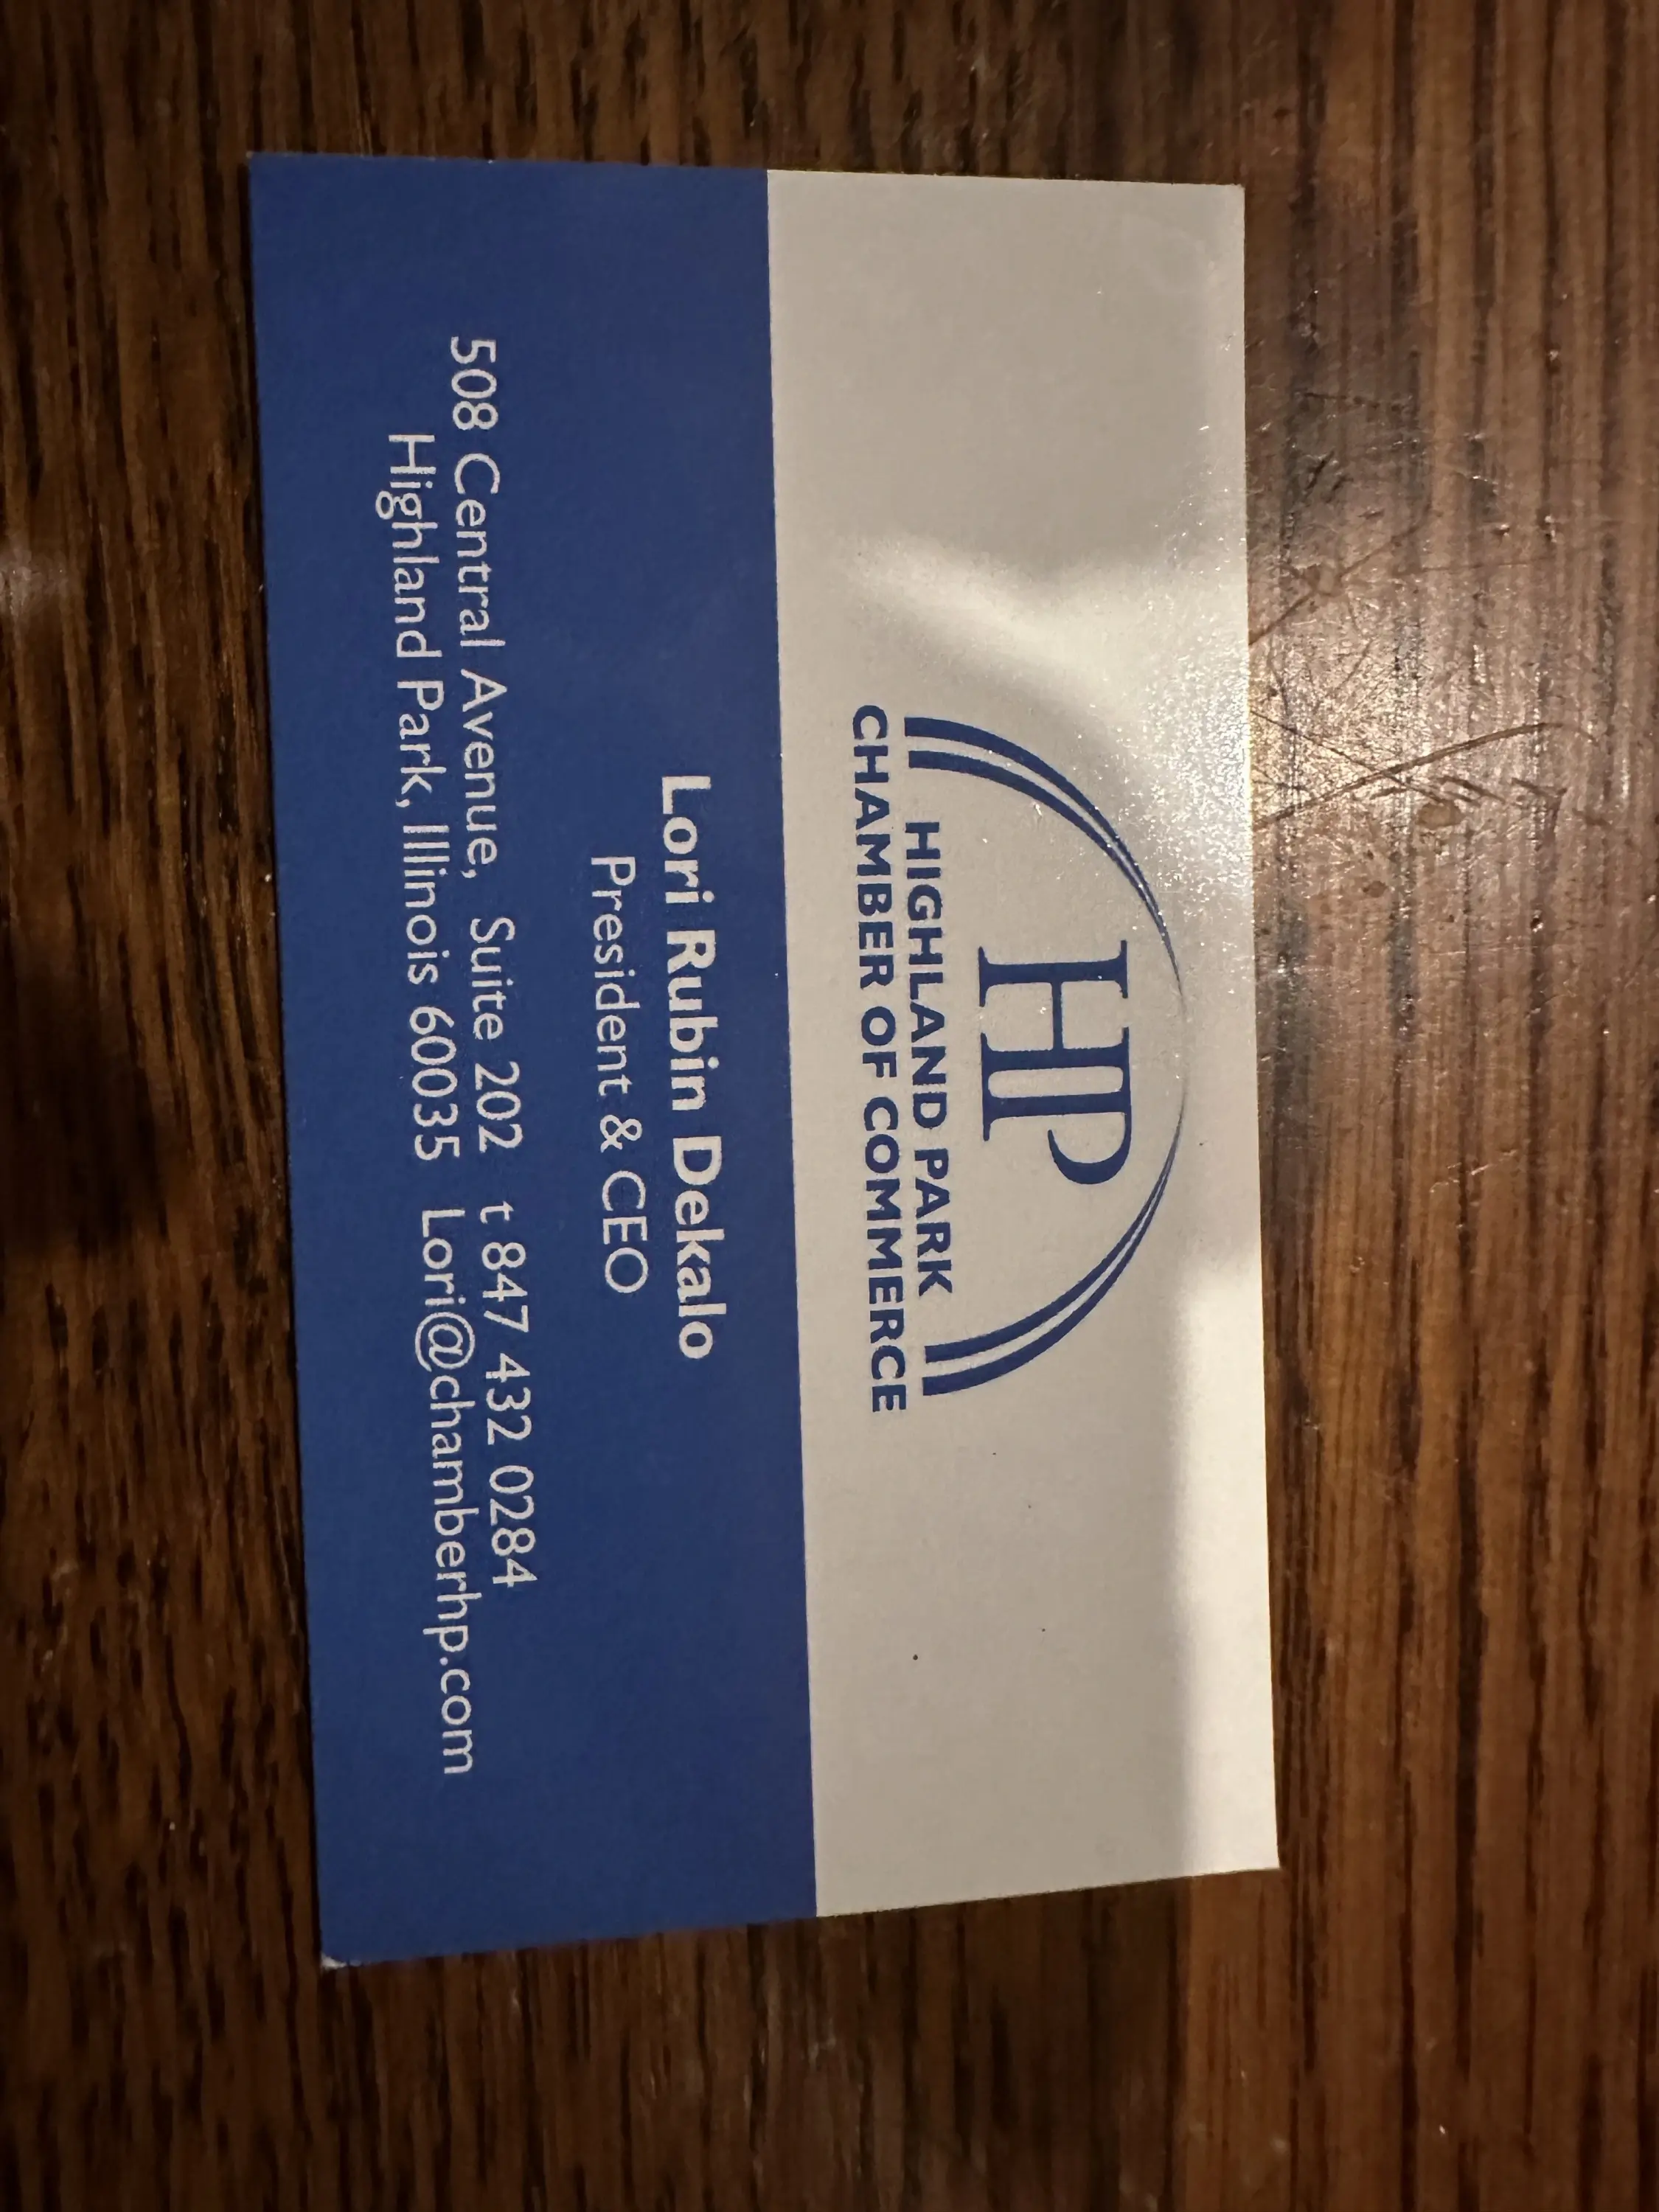 HP
HIGHLAND PARK
CHAMBER OF COMMERCE
Lori Rubin Dekalo
President & CEO
508 Central Avenue, Suite 202 t 847 432 0284
Highland Park, Illinois 60035 Lori@chamberhp.com